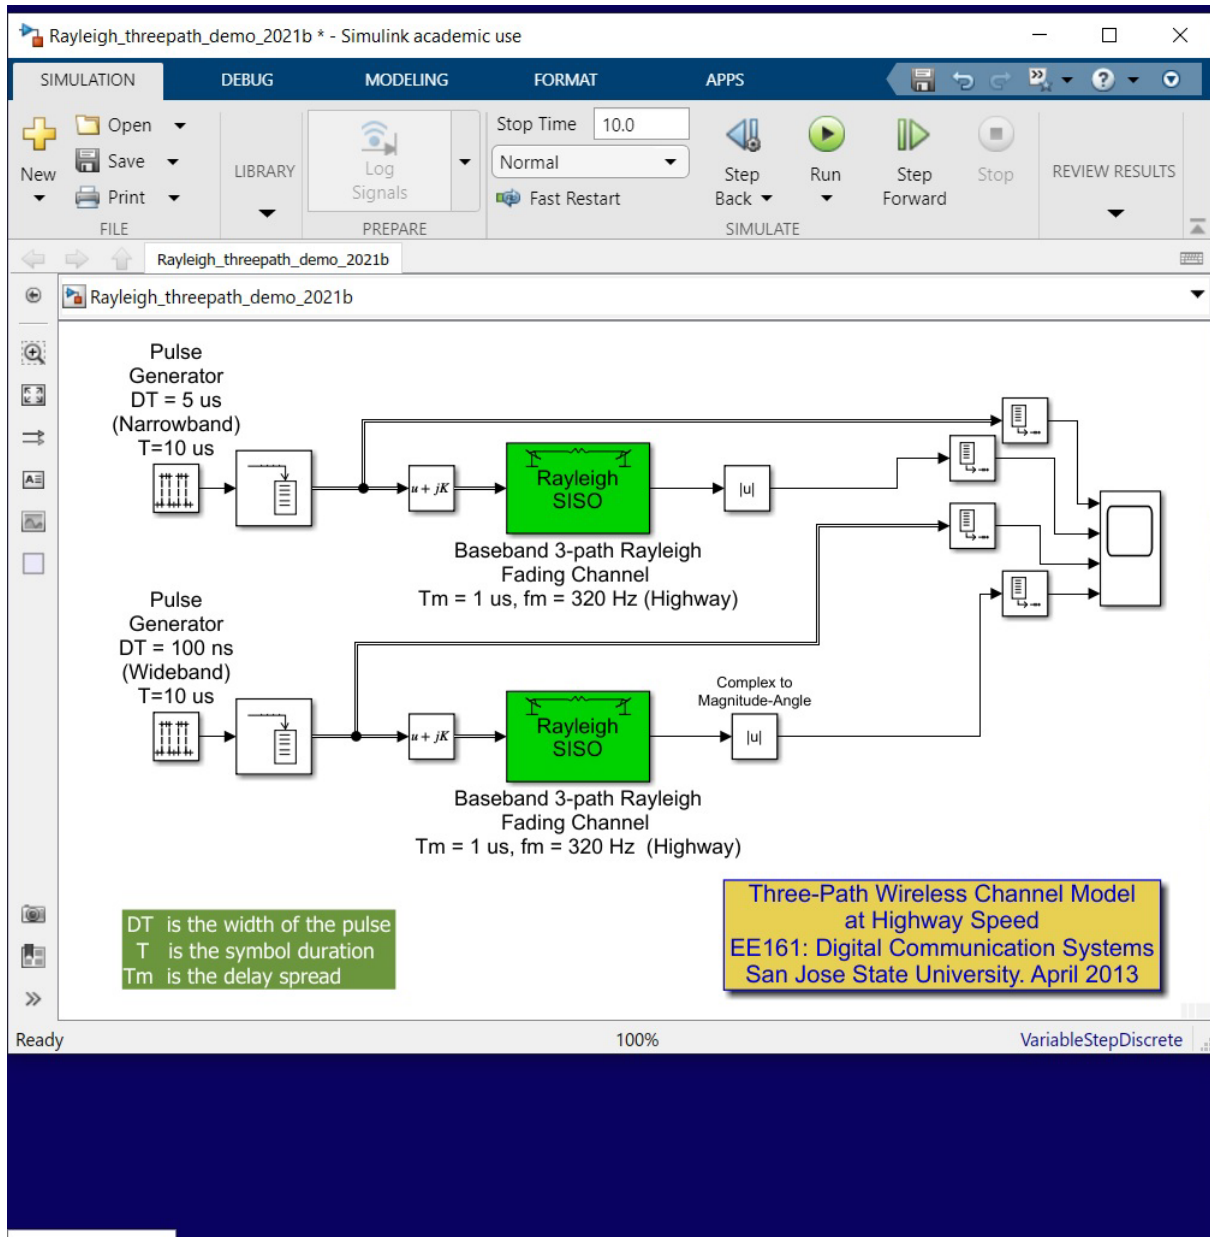 Rayleigh_threepath_demo_2021b * - Simulink academic use
SIMULATION DEBUG MODELING FORMAT APPS
New
Open
Save
Print
FILE
LIBRARY
Log
Signals
PREPARE
Stop Time 10.0
Normal
Fast Restart
Step
Back
Run
Step
Forward
Stop
SIMULATE
REVIEW RESULTS
Rayleigh_threepath_demo_2021b
Rayleigh_threepath_demo_2021b
Pulse
Generator
DT = 5 us
(Narrowband)
T=10 us
u + jK
Rayleigh
SISO
|u|
Baseband 3-path Rayleigh
Fading Channel
Tm = 1 us, fm = 320 Hz (Highway)
Pulse
Generator
DT = 100 ns
(Wideband)
T=10 us
u + jK
Rayleigh
SISO
Complex to
Magnitude-Angle
|u|
Baseband 3-path Rayleigh
Fading Channel
Tm = 1 us, fm = 320 Hz (Highway)
DT is the width of the pulse
T is the symbol duration
Tm is the delay spread
Three-Path Wireless Channel Model
at Highway Speed
EE161: Digital Communication Systems
San Jose State University. April 2013
Ready 100% VariableStepDiscrete